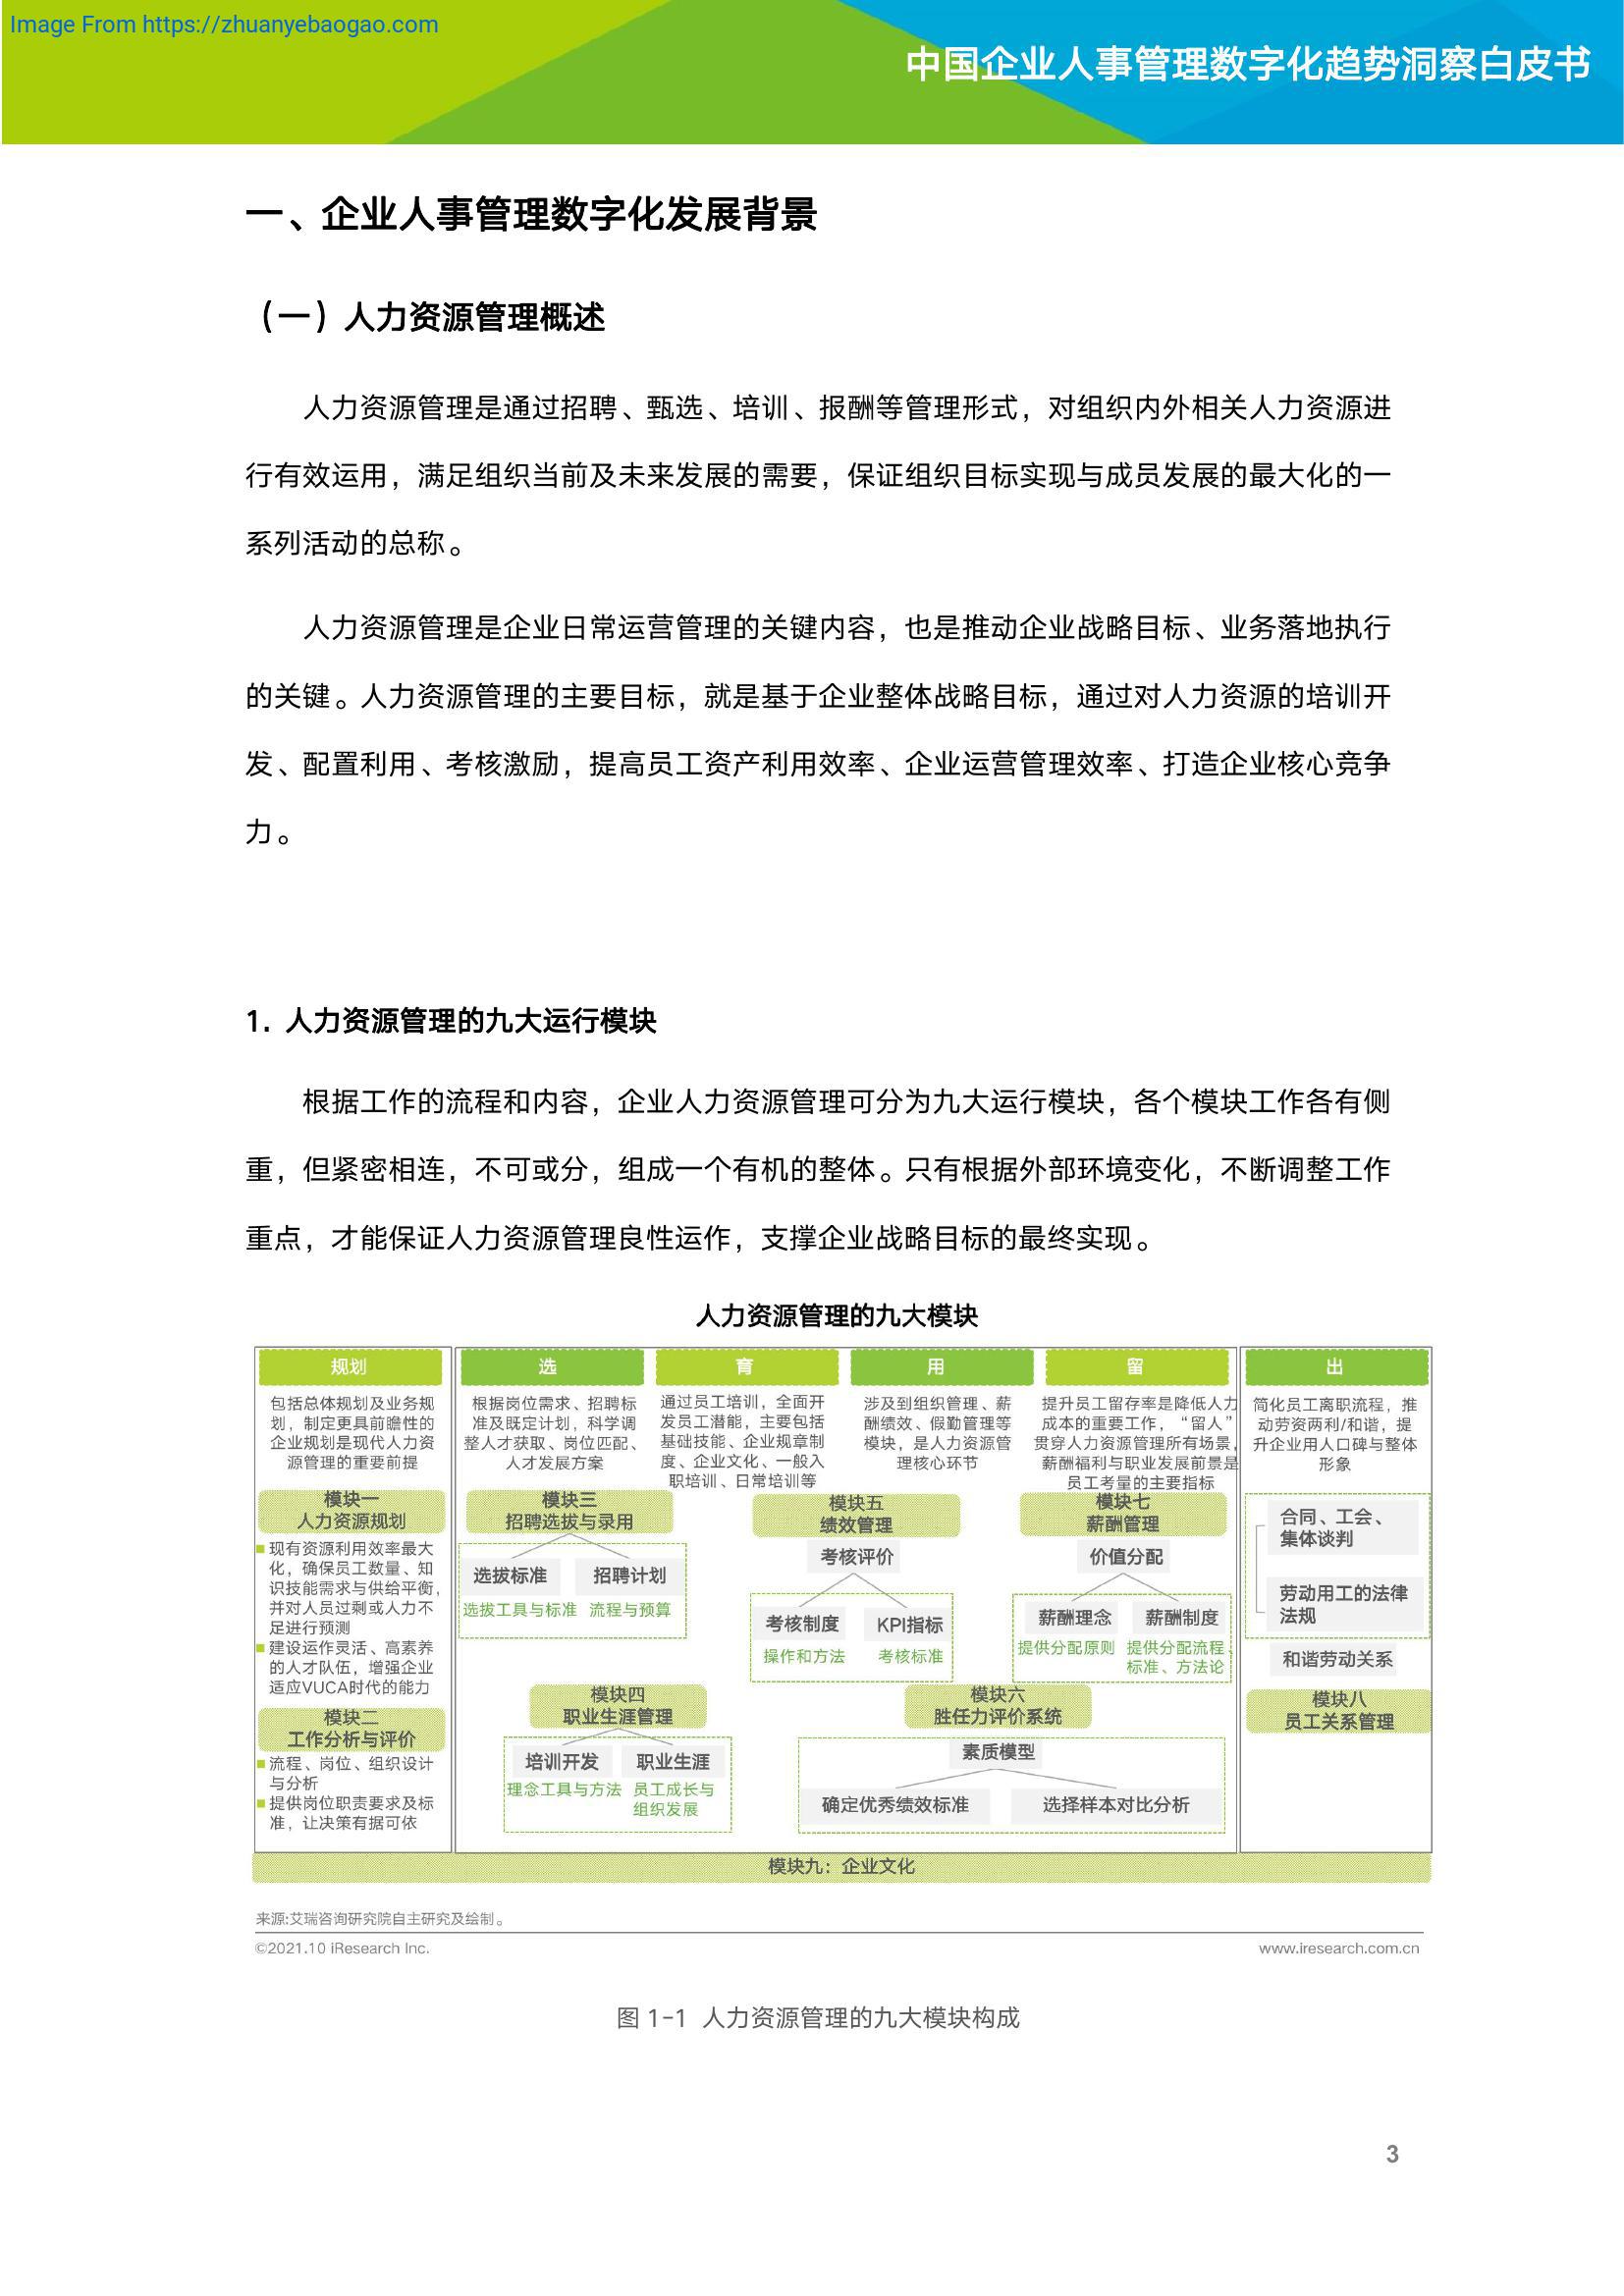 Image From https://zhuanyebaogao.com
中国企业人事管理数字化趋势洞察白皮书
一、企业人事管理数字化发展背景
（一）人力资源管理概述
人力资源管理是通过招聘、甄选、培训、报酬等管理形式，对组织内外相关人力资源进
行有效运用，满足组织当前及未来发展的需要，保证组织目标实现与成员发展的最大化的一
系列活动的总称。
人力资源管理是企业日常运营管理的关键内容，也是推动企业战略目标、业务落地执行
的关键。人力资源管理的主要目标，就是基于企业整体战略目标，通过对人力资源的培训开
发、配置利用、考核激励，提高员工资产利用效率、企业运营管理效率、打造企业核心竞争
力。
1. 人力资源管理的九大运行模块
根据工作的流程和内容，企业人力资源管理可分为九大运行模块，各个模块工作各有侧
重，但紧密相连，不可或分，组成一个有机的整体。只有根据外部环境变化，不断调整工作
重点，才能保证人力资源管理良性运作，支撑企业战略目标的最终实现。
人力资源管理的九大模块
规划
包括总体规划及业务规
划，制定更具前瞻性的
企业规划是现代人力资
源管理的重要前提
模块一
人力资源规划
现有资源利用效率最大
化，确保员工数量、知
识技能需求与供给平衡，
并对人员过剩或人力不
足进行预测
建设运作灵活、高素养
的人才队伍，增强企业
适应VUCA时代的能力
模块二
工作分析与评价
流程、岗位、组织设计
与分析
提供岗位职责要求及标
准，让决策有据可依
选
根据岗位需求、招聘标
准及既定计划，科学调
整人才获取、岗位匹配、
人才发展方案
育
通过员工培训，全面开
发员工潜能，主要包括
基础技能、企业规章制
度、企业文化、一般入
职培训、日常培训等
用
涉及到组织管理、薪
酬绩效、假勤管理等
模块，是人力资源管
理核心环节
留
提升员工留存率是降低人力
成本的重要工作，“留人”
贯穿人力资源管理所有场景，
薪酬福利与职业发展前景是
员工考量的主要指标
模块三
招聘选拔与录用
选拔标准 招聘计划
选拔工具与标准 流程与预算
模块五
绩效管理
考核评价
考核制度 KPI指标
操作和方法 考核标准
模块七
薪酬管理
价值分配
薪酬理念 薪酬制度
提供分配原则 提供分配流程、
标准、方法论
模块四
职业生涯管理
培训开发 职业生涯
理念工具与方法 员工成长与
组织发展
模块六
胜任力评价系统
素质模型
确定优秀绩效标准 选择样本对比分析
出
简化员工离职流程，推
动劳资两利/和谐，提
升企业用人口碑与整体
形象
合同、工会、
集体谈判
劳动用工的法律
法规
和谐劳动关系
模块八
员工关系管理
模块九：企业文化
来源:艾瑞咨询研究院自主研究及绘制。
©2021.10 iResearch Inc. www.iresearch.com.cn
图 1-1 人力资源管理的九大模块构成
3